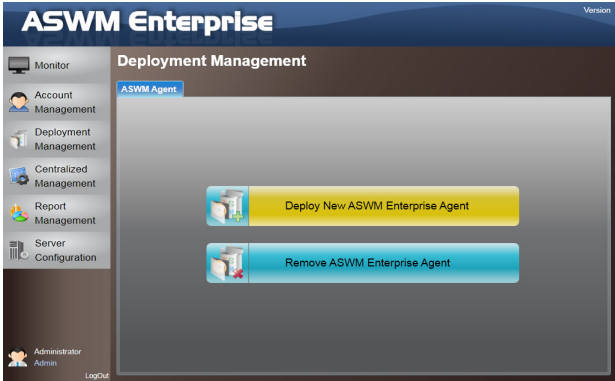 ASWM Enterprise
Version
Monitor
Account
Management
Deployment
Management
Centralized
Management
Report
Management
Server
Configuration
Administrator
Admin
LogOut
Deployment Management
ASWM Agent
Deploy New ASWM Enterprise Agent
Remove ASWM Enterprise Agent